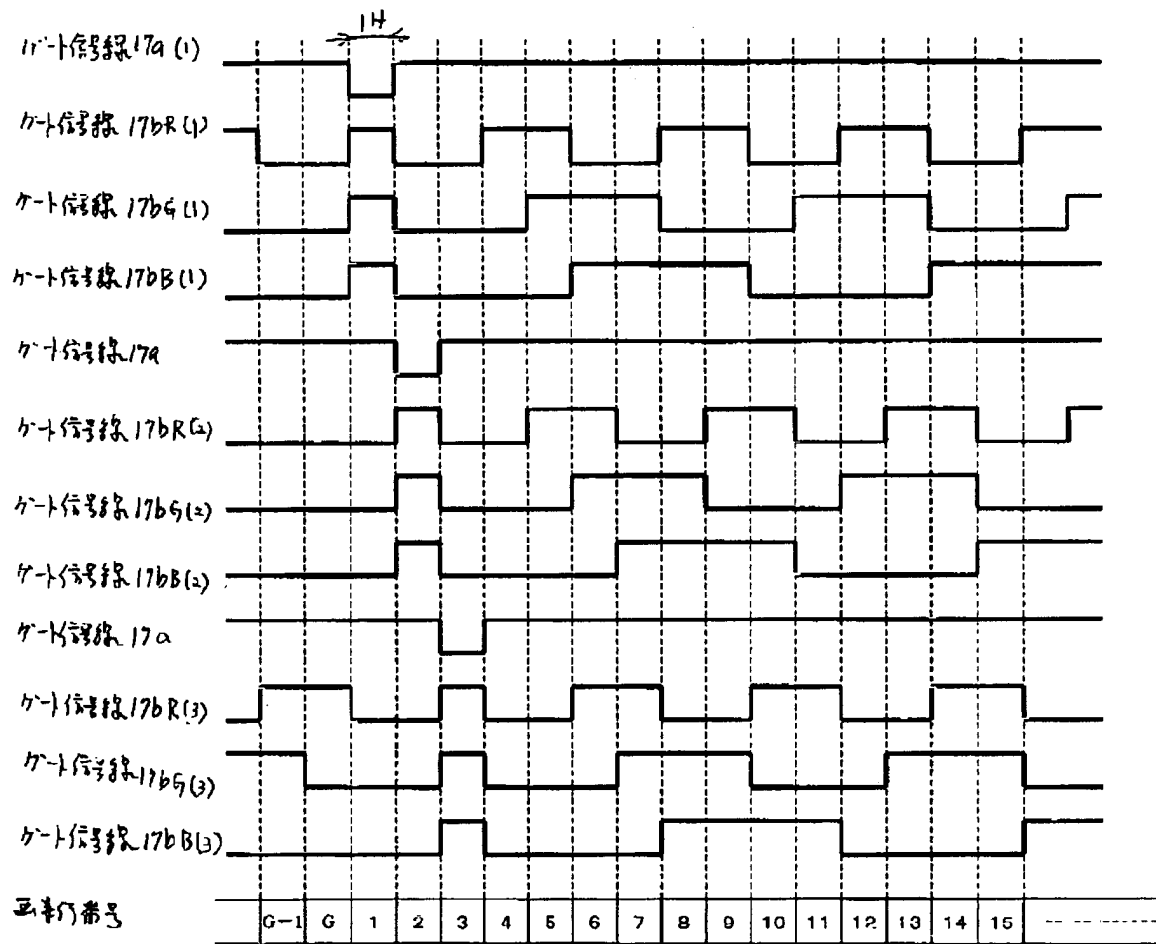 1H
ゲート信号線17a(1)
ゲート信号線17bR(1)
ゲート信号線17bG(1)
ゲート信号線17bB(1)
ゲート信号線17a
ゲート信号線17bR(2)
ゲート信号線17bG(2)
ゲート信号線17bB(2)
ゲート信号線17a
ゲート信号線17bR(3)
ゲート信号線17bG(3)
ゲート信号線17bB(3)
画素行番号 G-1 G 1 2 3 4 5 6 7 8 9 10 11 12 13 14 15